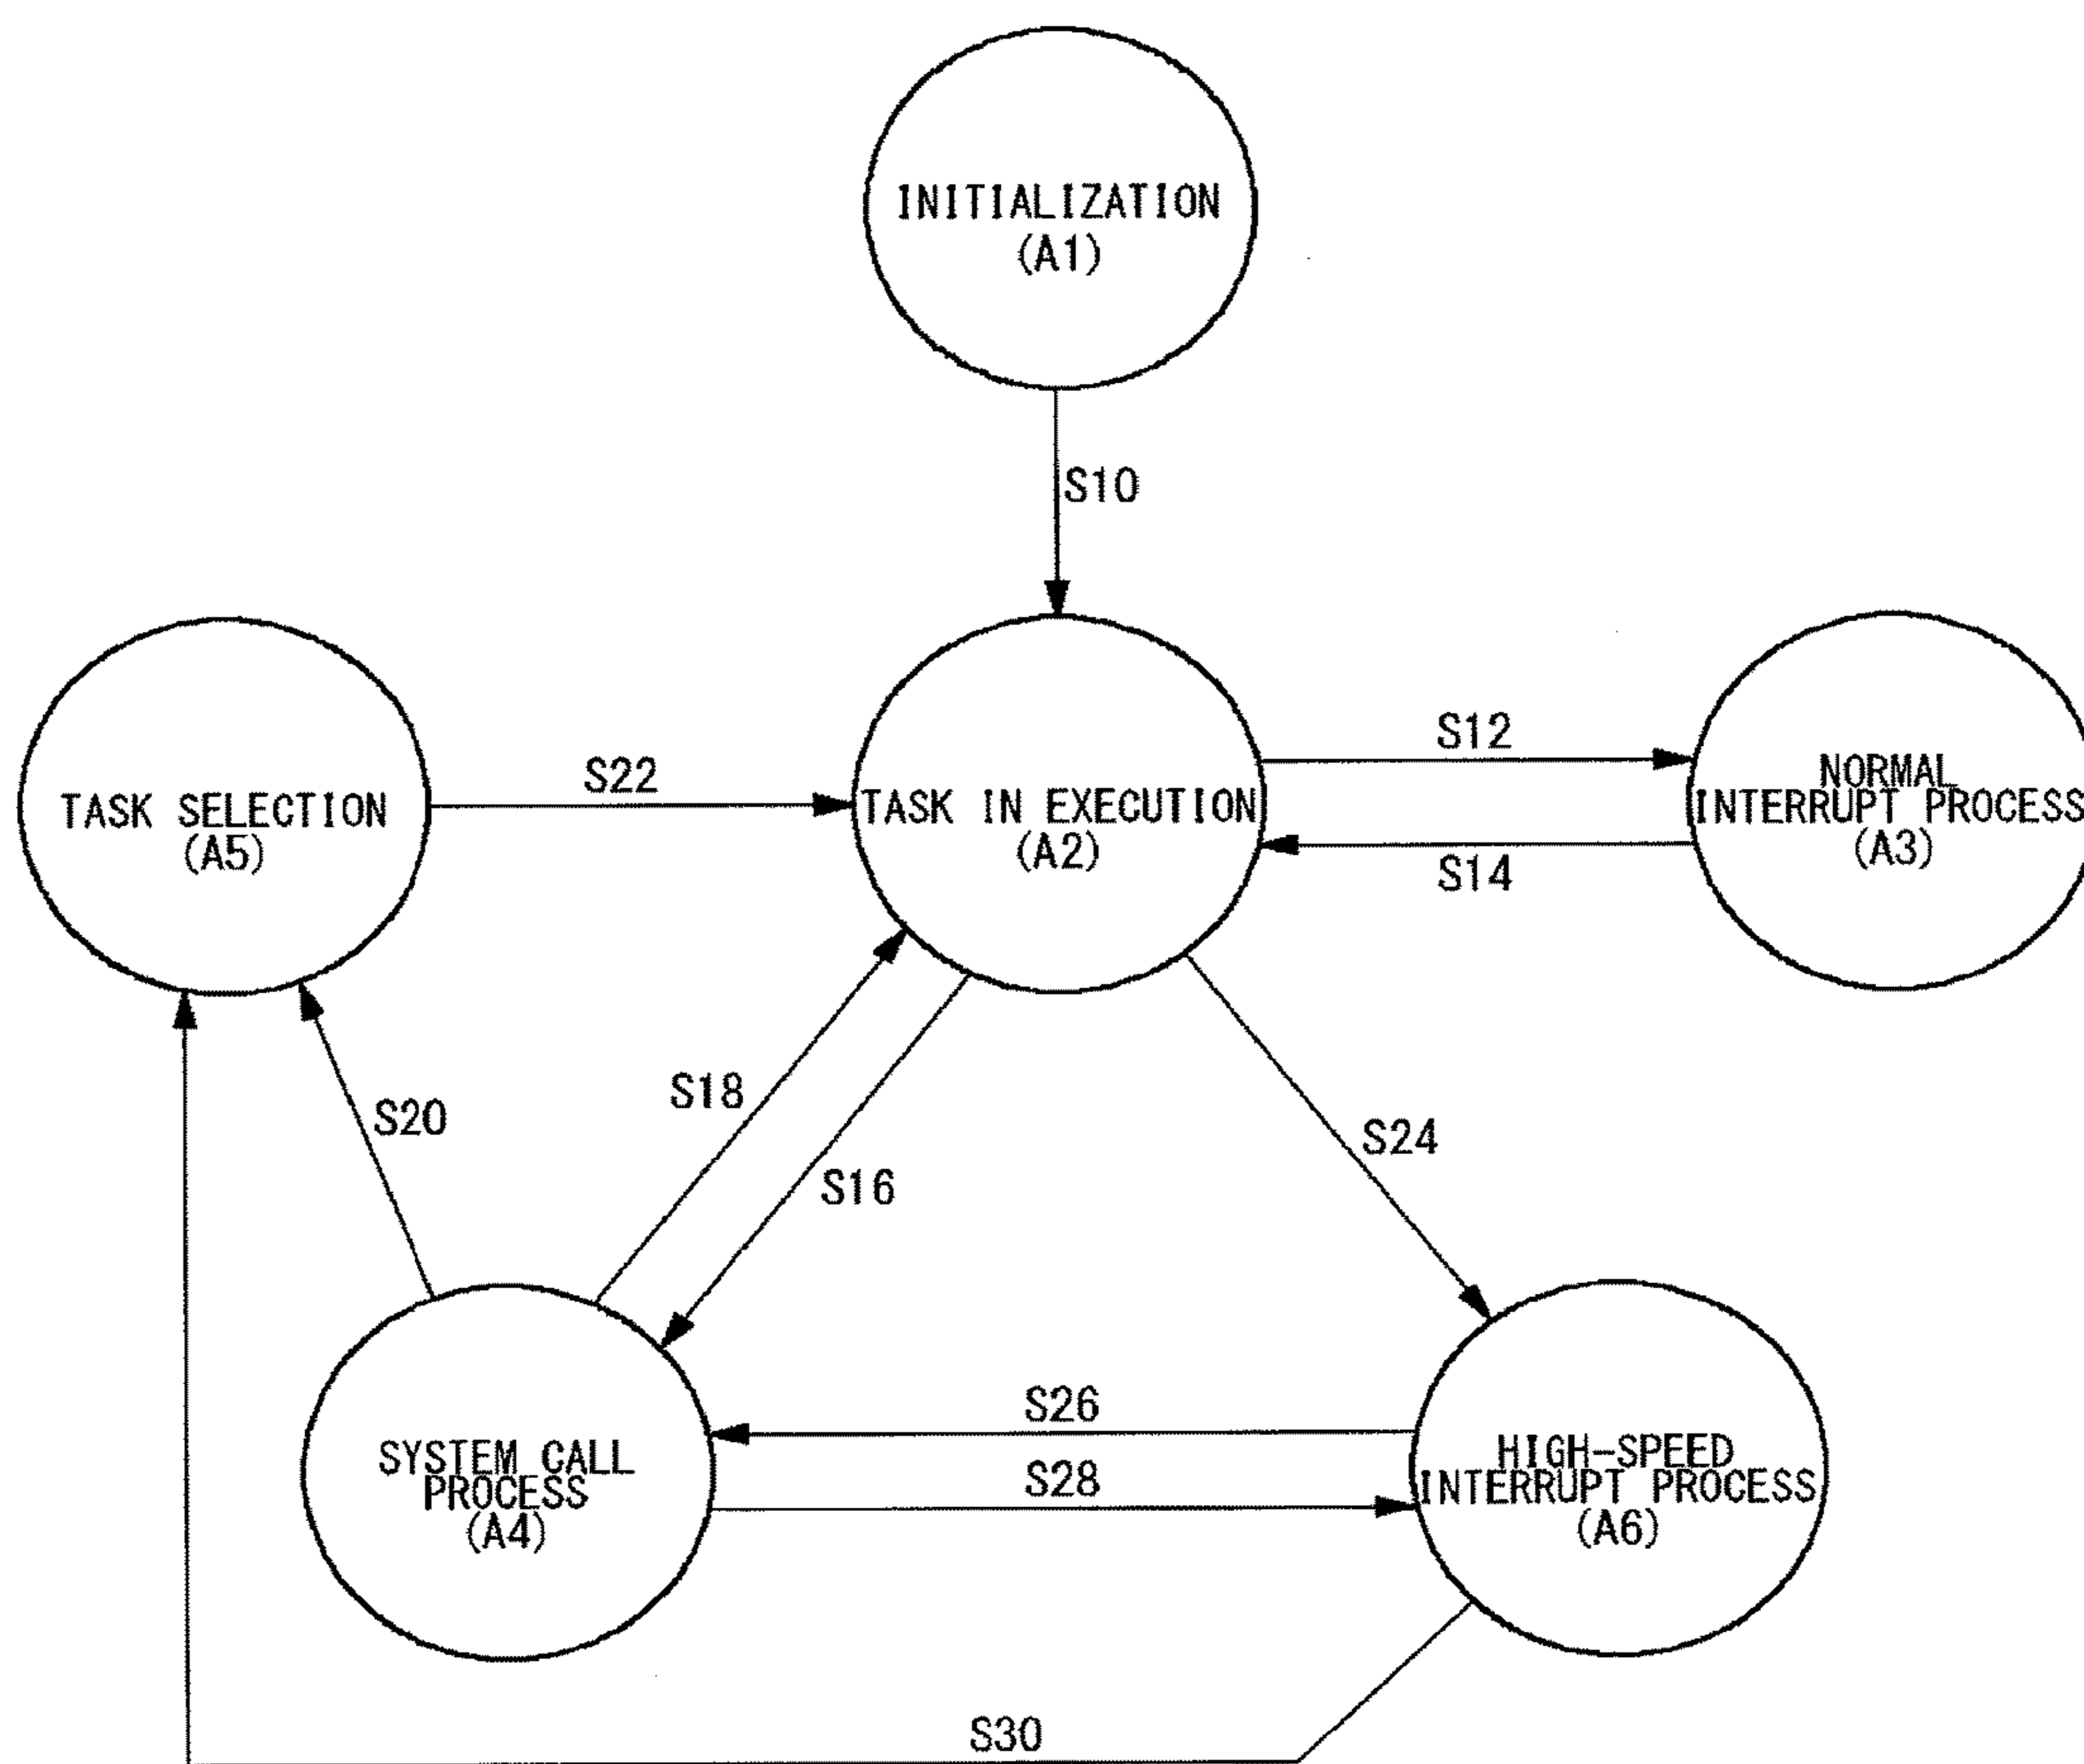 INITIALIZATION
(A1)
S10
TASK SELECTION
(A5)
S22
TASK IN EXECUTION
(A2)
S12
S14
NORMAL
INTERRUPT PROCESS
(A3)
S20
S18
S16
S24
SYSTEM CALL
PROCESS
(A4)
S26
S28
HIGH-SPEED
INTERRUPT PROCESS
(A6)
S30